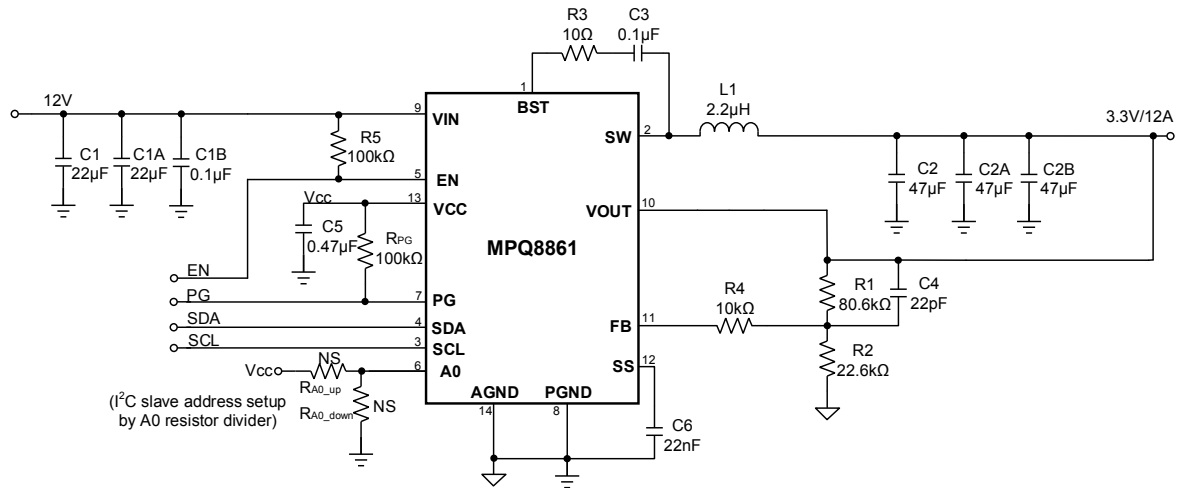 R3
10Ω
C3
0.1µF
1
BST
12V
9
VIN
SW
2
L1
2.2µH
3.3V/12A
C1
22µF
C1A
22µF
C1B
0.1µF
R5
100kΩ
5
EN
Vcc
13
VCC
C5
0.47µF
RPG
100kΩ
VOUT
10
C2
47µF
C2A
47µF
C2B
47µF
MPQ8861
EN
PG
7
PG
SDA
4
SDA
SCL
3
SCL
R4
10kΩ
R1
80.6kΩ
C4
22pF
FB
11
R2
22.6kΩ
SS
12
Vcc
NS
6
A0
RA0_up
NS
RA0_down
(I²C slave address setup
by A0 resistor divider)
AGND
PGND
14
8
C6
22nF